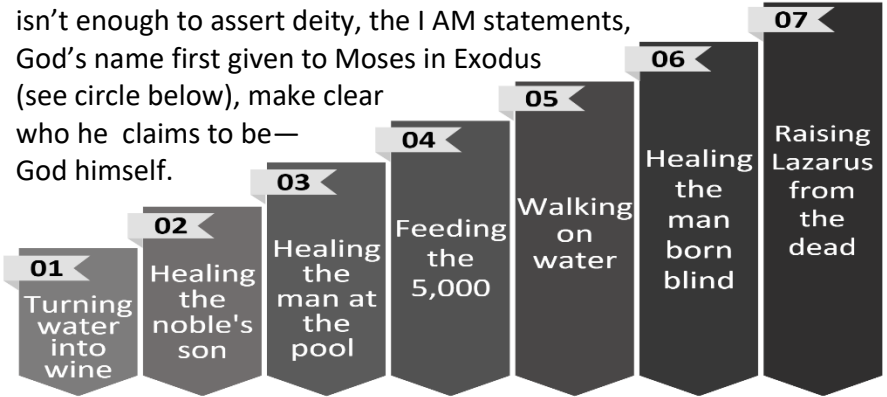 isn’t enough to assert deity, the I AM statements,
God’s name first given to Moses in Exodus
(see circle below), make clear
who he claims to be—
God himself.
01
Turning
water
into
wine
02
Healing
the
noble's
son
03
Healing
the
man at
the
pool
04
Feeding
the
5,000
05
Walking
on
water
06
Healing
the
man
born
blind
07
Raising
Lazarus
from
the
dead